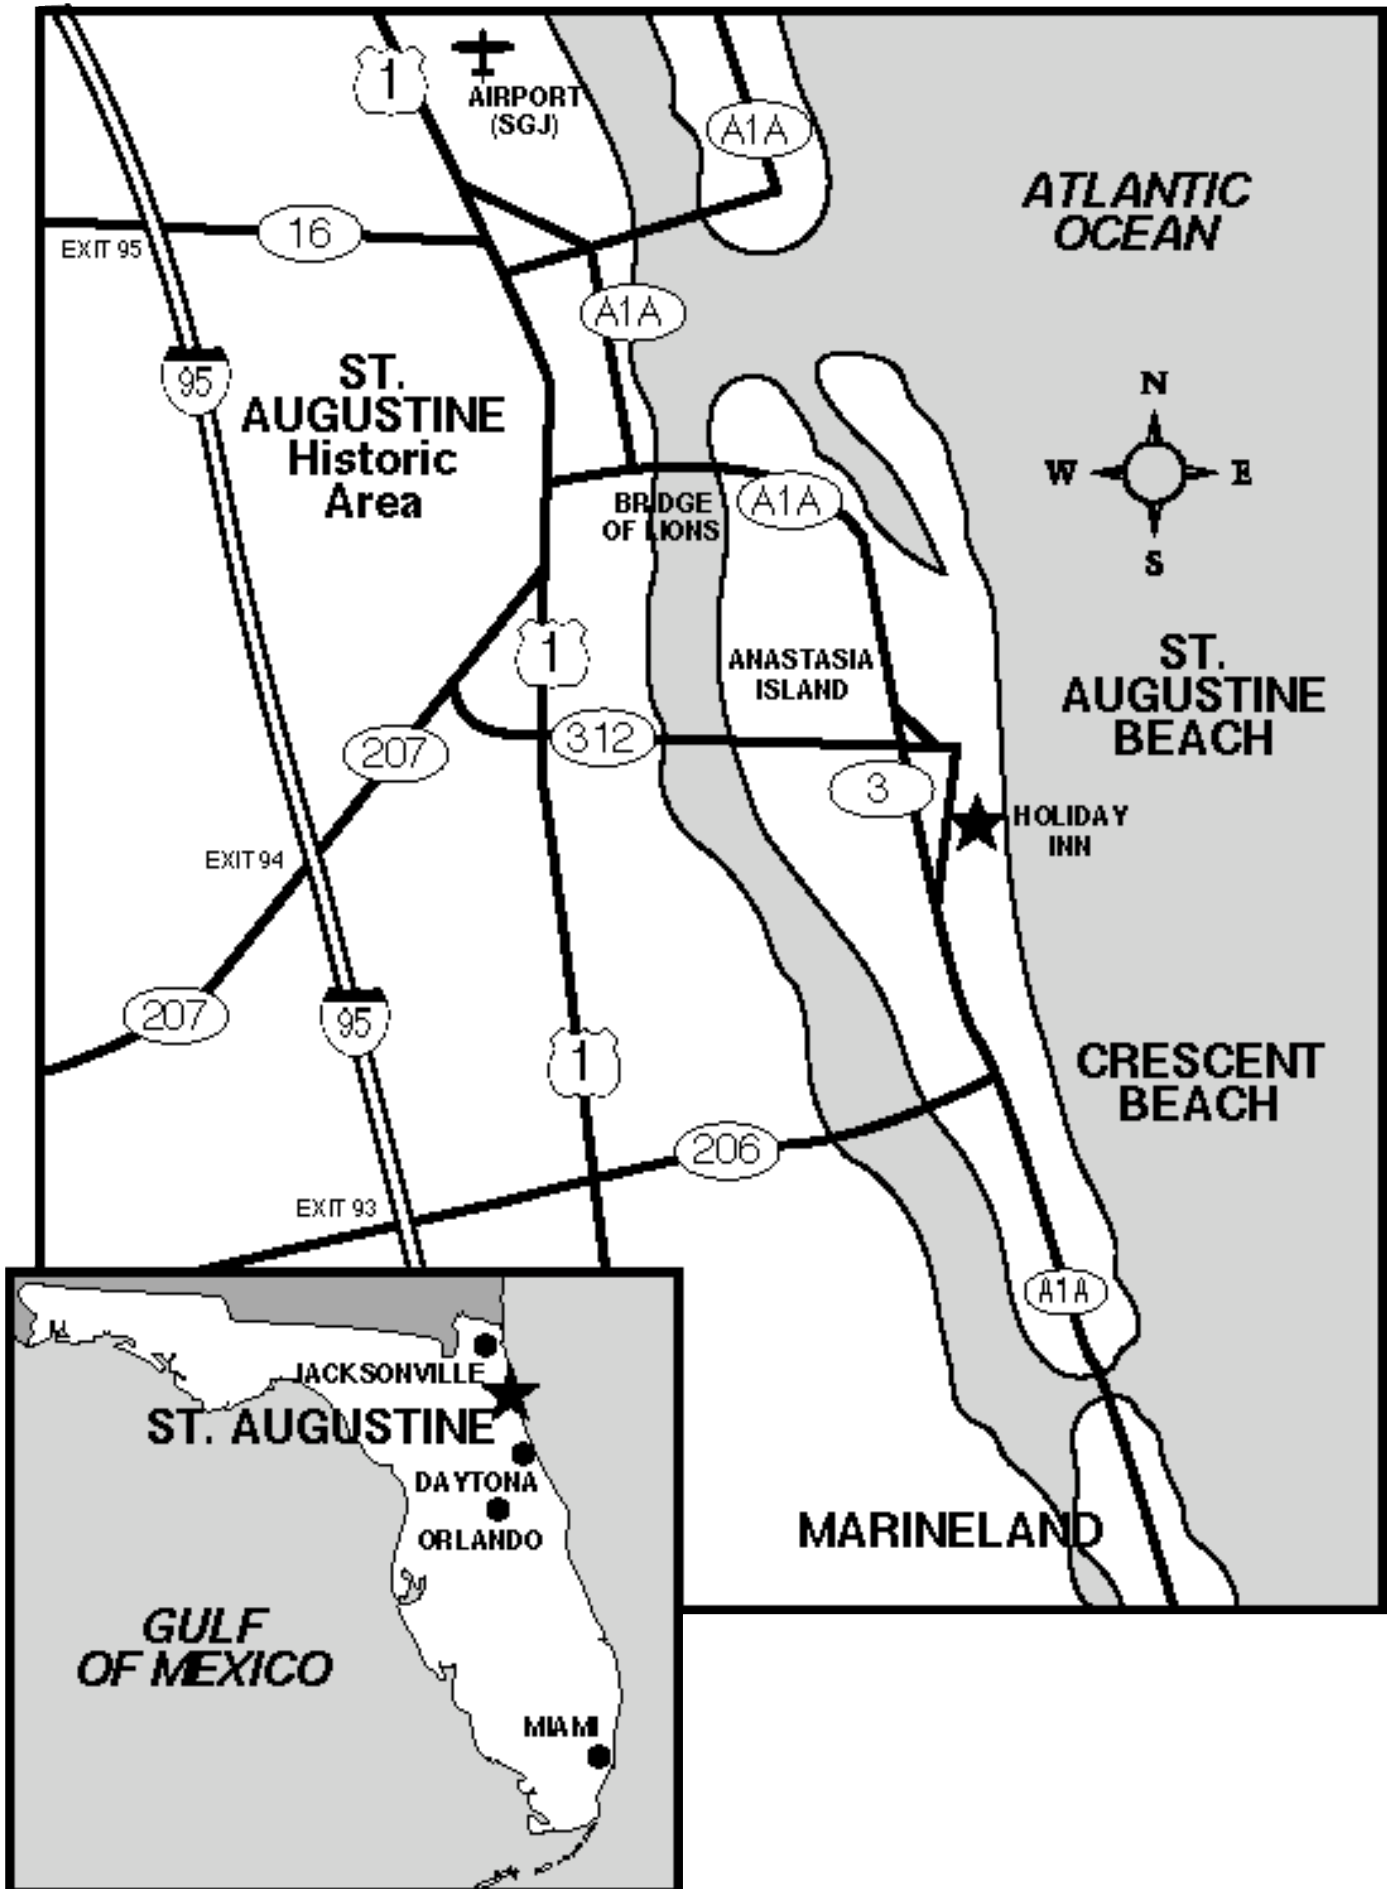 1
AIRPORT
(SGJ)
A1A
ATLANTIC
OCEAN
16
EXIT 95
A1A
95
ST.
AUGUSTINE
Historic
Area
N
W E
S
A1A
BRIDGE
OF LIONS
1
ANASTASIA
ISLAND
ST.
AUGUSTINE
BEACH
207
312
3
HOLIDAY
INN
EXIT 94
207
95
1
CRESCENT
BEACH
206
EXIT 93
A1A
JACKSONVILLE
ST. AUGUSTINE
DAYTONA
ORLANDO
MARINELAND
GULF
OF MEXICO
MIAMI